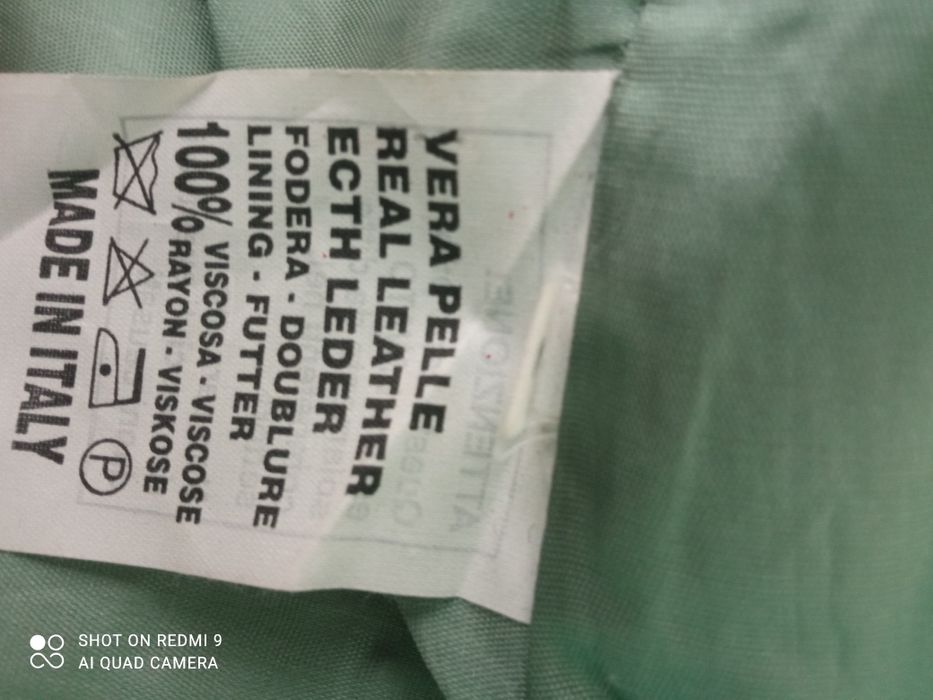 VERA PELLE
REAL LEATHER
ECTH LEDER
FODERA - DOUBLURE
LINING - FUTTER
100% VISCOSA - VISCOSE
RAYON - VISKOSE
P
MADE IN ITALY
ATTENZIONE
SHOT ON REDMI 9
AI QUAD CAMERA